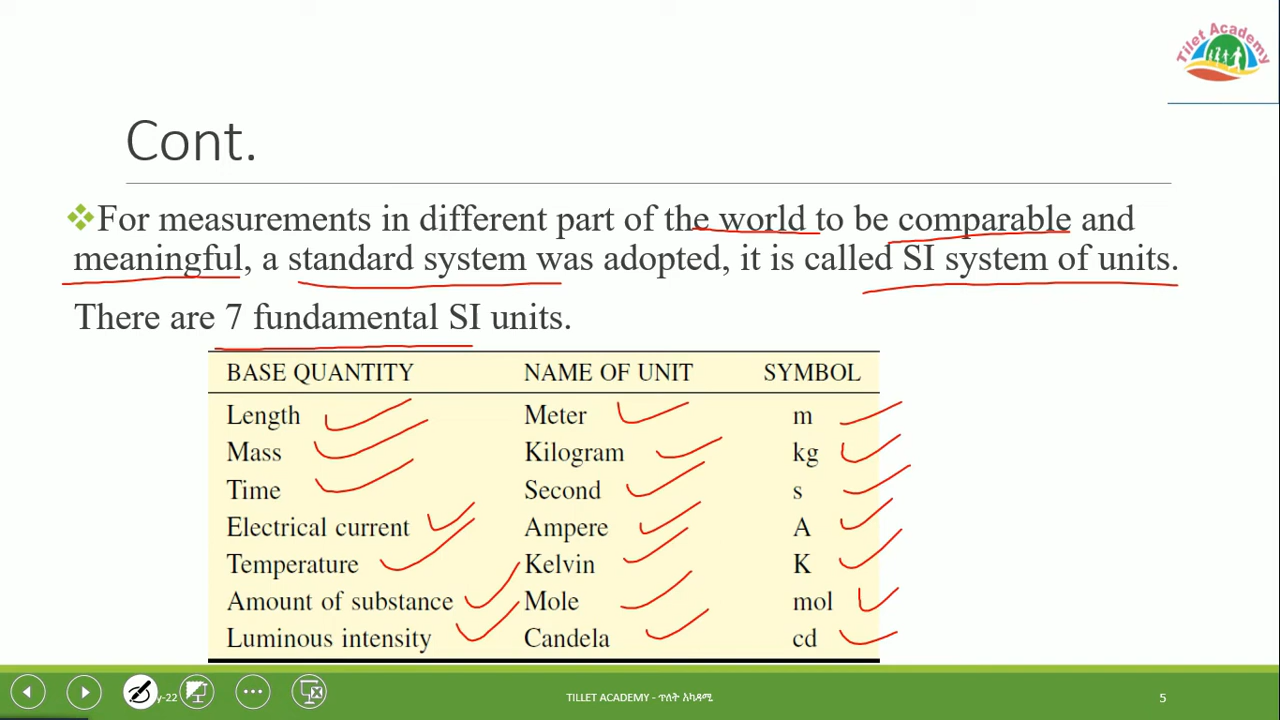 Tilet Academy
Cont.
For measurements in different part of the world to be comparable and
meaningful, a standard system was adopted, it is called SI system of units.
There are 7 fundamental SI units.
BASE QUANTITY NAME OF UNIT SYMBOL
Length Meter m
Mass Kilogram kg
Time Second s
Electrical current Ampere A
Temperature Kelvin K
Amount of substance Mole mol
Luminous intensity Candela cd
y-22 TILLET ACADEMY - ጥለት አካዳሚ 5